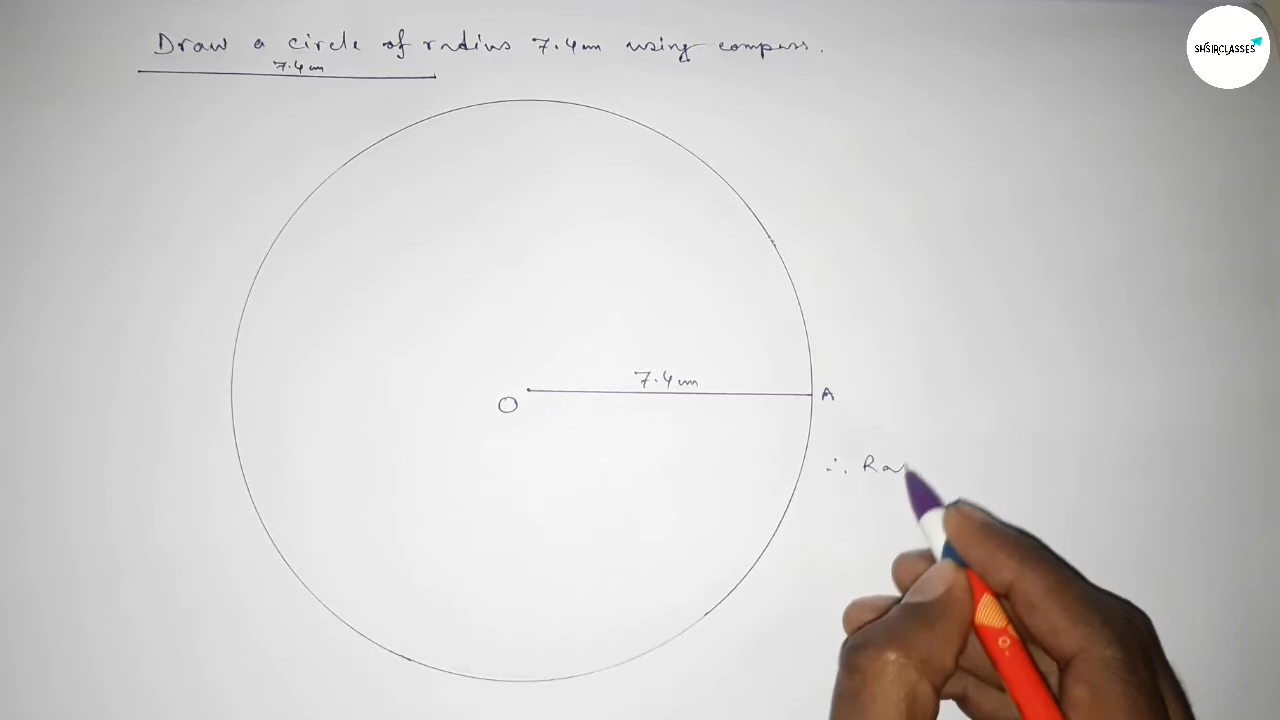 Draw a circle of radius 7.4cm using compass.
7.4cm
SHSIRCLASSES
7.4cm
O
A
∴ Ra